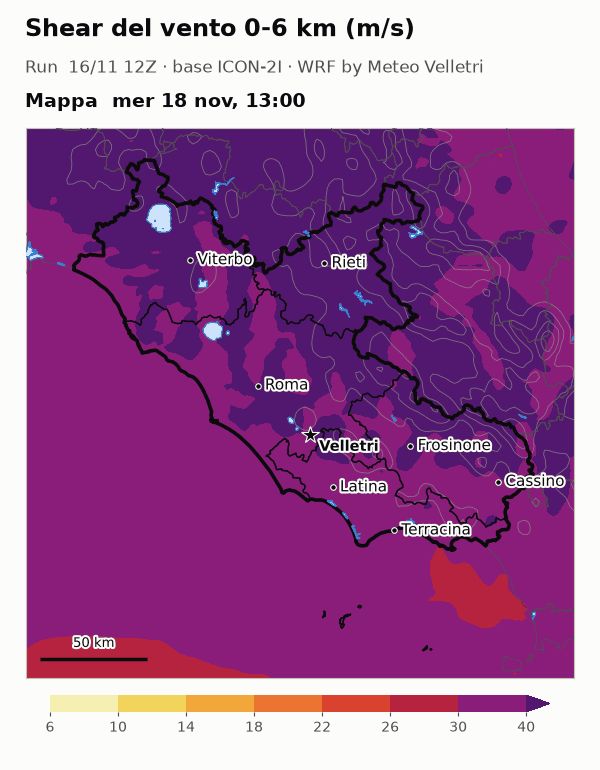 Shear del vento 0-6 km (m/s)
Run  16/11 12Z · base ICON-2I · WRF by Meteo Velletri
Mappa  mer 18 nov, 13:00
Viterbo
Rieti
Roma
Velletri
Frosinone
Latina
Cassino
Terracina
50 km
6 10 14 18 22 26 30 40